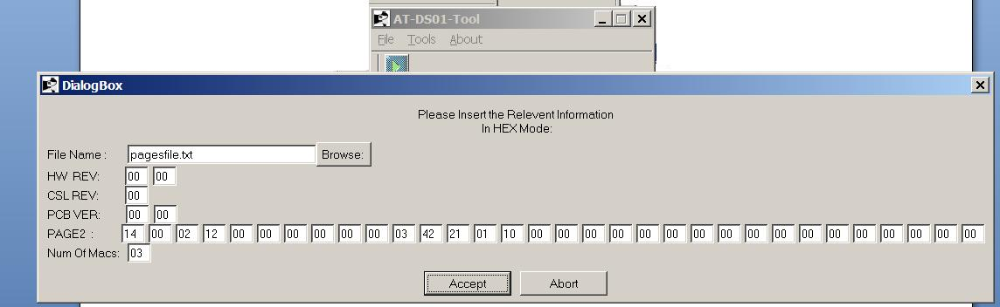 AT-DS01-Tool
File Tools About
DialogBox
Please Insert the Relevent Information
In HEX Mode:
File Name : pagesfile.txt Browse:
HW REV: 00 00
CSL REV: 00
PCB VER: 00 00
PAGE2 : 14 00 02 12 00 00 00 00 00 00 03 42 21 01 10 00 00 00 00 00 00 00 00 00 00 00 00 00 00 00 00 00
Num Of Macs: 03
Accept Abort